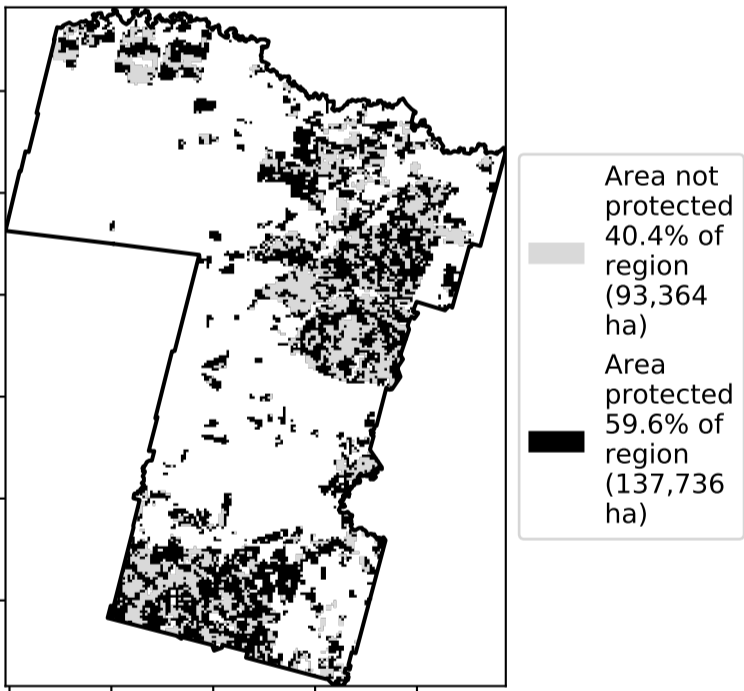 Area not
protected
40.4% of
region
(93,364
ha)
Area
protected
59.6% of
region
(137,736
ha)